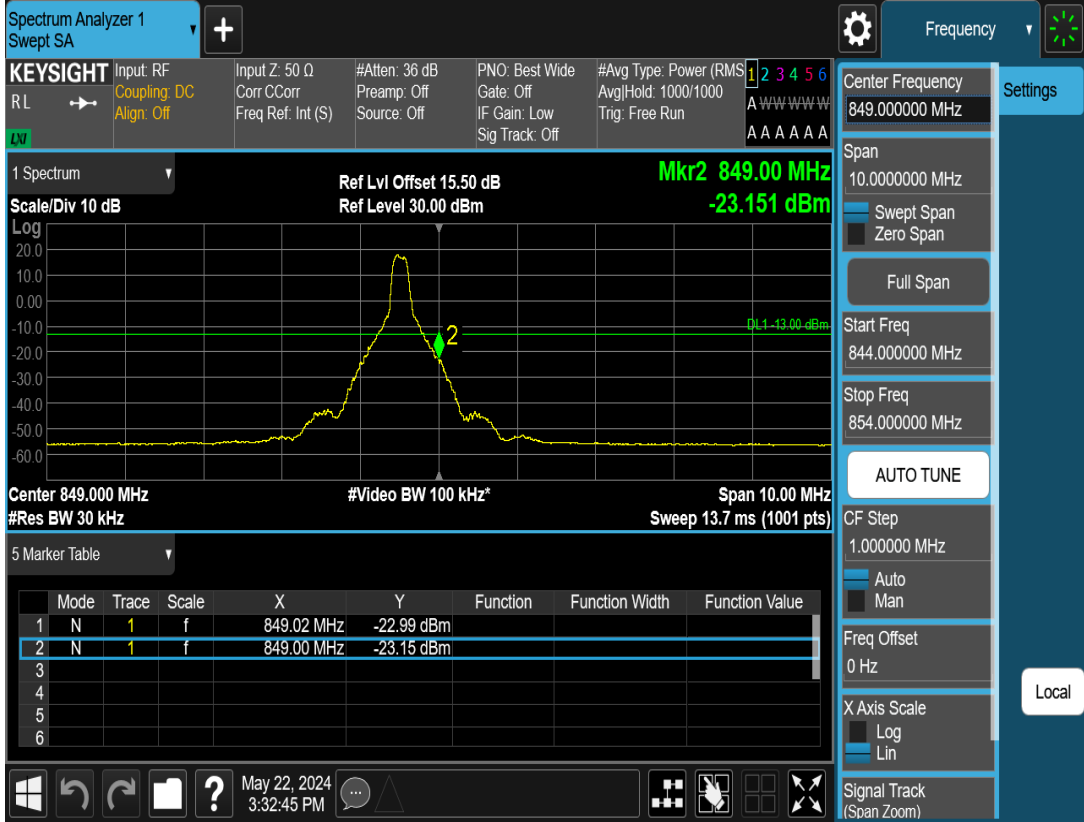 Spectrum Analyzer 1
Swept SA
Frequency
KEYSIGHT
RL
LXI
Input: RF
Coupling: DC
Align: Off
Input Z: 50 Ω
Corr CCorr
Freq Ref: Int (S)
#Atten: 36 dB
Preamp: Off
Source: Off
PNO: Best Wide
Gate: Off
IF Gain: Low
Sig Track: Off
#Avg Type: Power (RMS
Avg|Hold: 1000/1000
Trig: Free Run
1 2 3 4 5 6
A W W W W W
A A A A A A
1 Spectrum
Scale/Div 10 dB
Ref Lvl Offset 15.50 dB
Ref Level 30.00 dBm
Mkr2 849.00 MHz
-23.151 dBm
Log
20.0
10.0
0.00
-10.0
-20.0
-30.0
-40.0
-50.0
-60.0
DL1 -13.00 dBm
2
Center 849.000 MHz
#Video BW 100 kHz*
Span 10.00 MHz
#Res BW 30 kHz
Sweep 13.7 ms (1001 pts)
5 Marker Table
Mode Trace Scale X Y Function Function Width Function Value
1 N 1 f 849.02 MHz -22.99 dBm
2 N 1 f 849.00 MHz -23.15 dBm
3
4
5
6
May 22, 2024
3:32:45 PM
Center Frequency
849.000000 MHz
Settings
Span
10.0000000 MHz
Swept Span
Zero Span
Full Span
Start Freq
844.000000 MHz
Stop Freq
854.000000 MHz
AUTO TUNE
CF Step
1.000000 MHz
Auto
Man
Freq Offset
0 Hz
X Axis Scale
Log
Lin
Local
Signal Track
(Span Zoom)